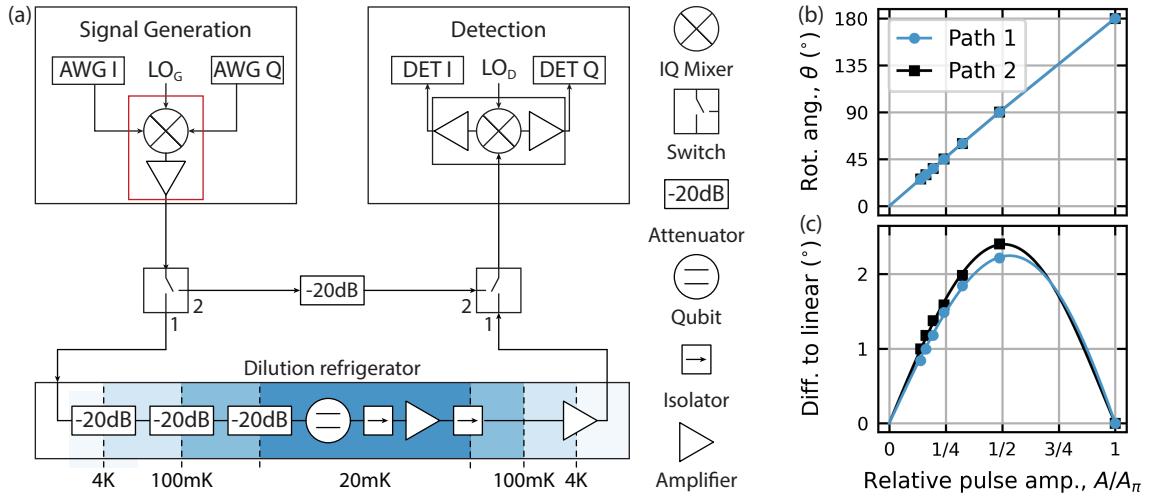 (a)
Signal Generation
AWG I
LO_G
AWG Q
Detection
DET I
LO_D
DET Q
IQ Mixer
Switch
-20dB
Attenuator
Qubit
Isolator
Amplifier
-20dB
2
1
2
1
Dilution refrigerator
-20dB
-20dB
-20dB
4K
100mK
20mK
100mK
4K
(b)
180
135
90
45
0
Rot. ang., θ (°)
Path 1
Path 2
(c)
2
1
0
Diff. to linear (°)
0
1/4
1/2
3/4
1
Relative pulse amp., A/A_π